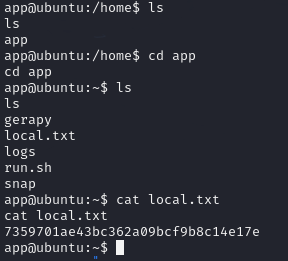 app@ubuntu:/home$ ls
ls
app
app@ubuntu:/home$ cd app
cd app
app@ubuntu:~$ ls
ls
gerapy
local.txt
logs
run.sh
snap
app@ubuntu:~$ cat local.txt
cat local.txt
7359701ae43bc362a09bcf9b8c14e17e
app@ubuntu:~$